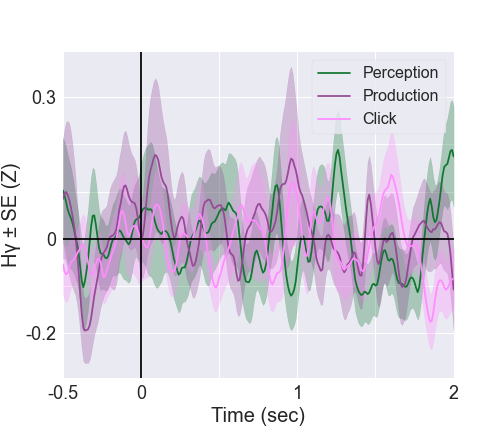 Perception
Production
Click
0.3
0
-0.2
Hγ ± SE (Z)
-0.5 0 1 2
Time (sec)